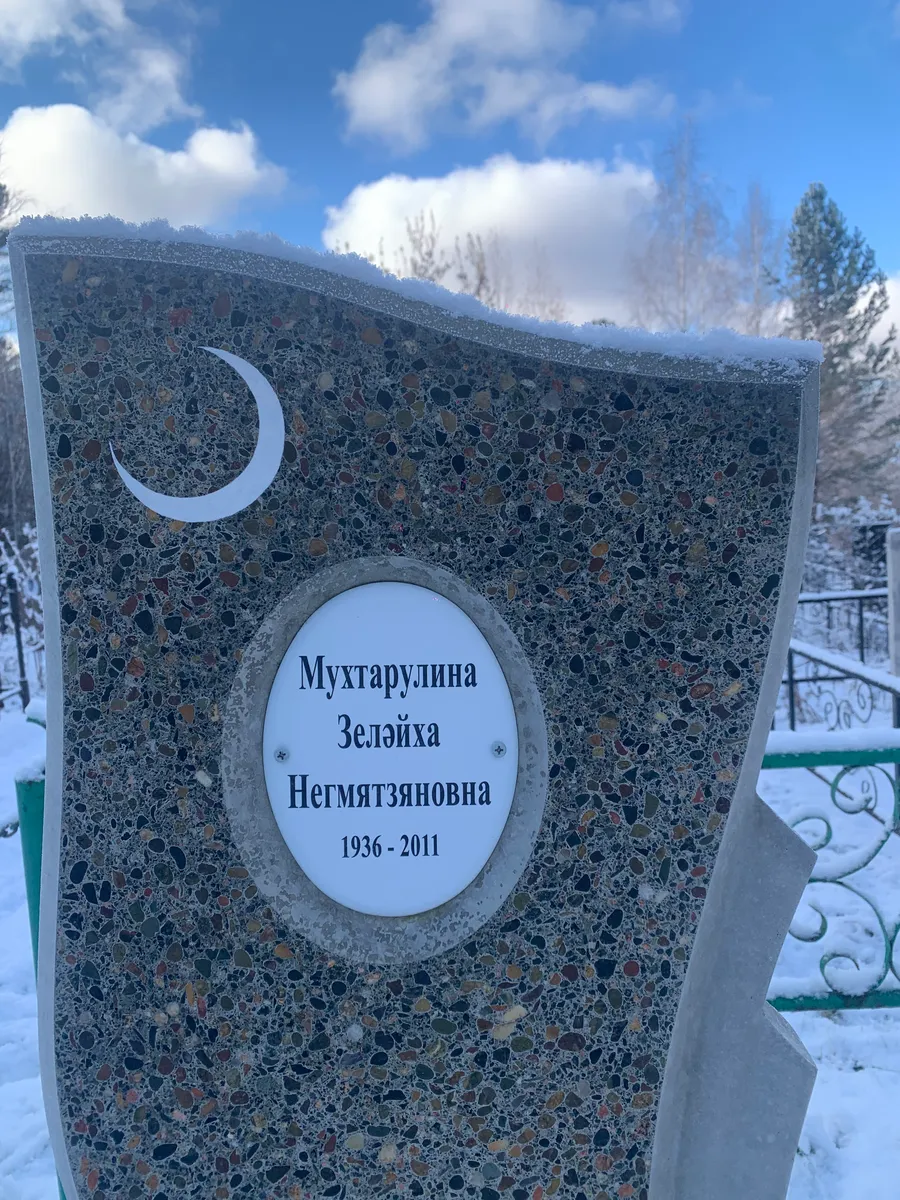 Мухтарулина
Зеләйха
Негмятзяновна
1936 - 2011